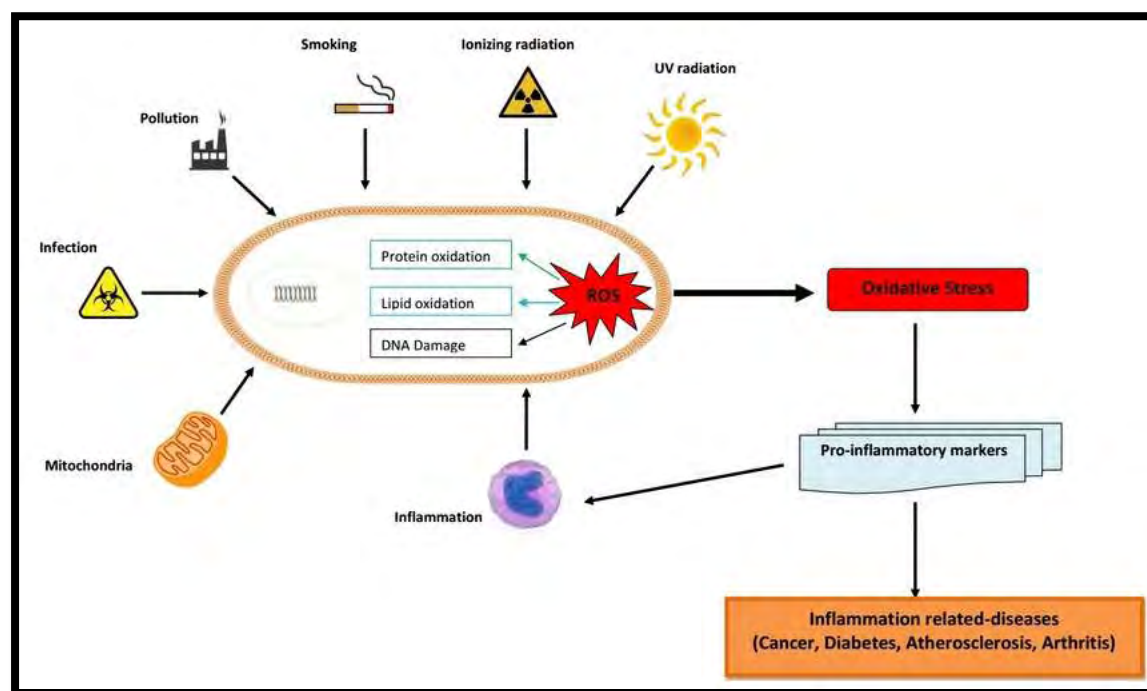 Smoking
Ionizing radiation
UV radiation
Pollution
Infection
Protein oxidation
Lipid oxidation
DNA Damage
ROS
Oxidative Stress
Mitochondria
Inflammation
Pro-inflammatory markers
Inflammation related-diseases
(Cancer, Diabetes, Atherosclerosis, Arthritis)